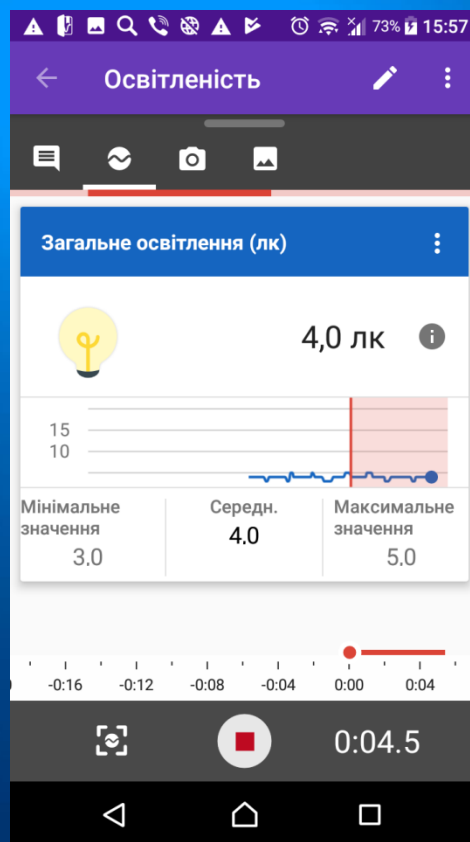 73% 15:57
Освітленість
Загальне освітлення (лк)
4,0 лк
15
10
Мінімальне значення
3.0
Середн.
4.0
Максимальне значення
5.0
-0:16 -0:12 -0:08 -0:04 0:00 0:04
0:04.5